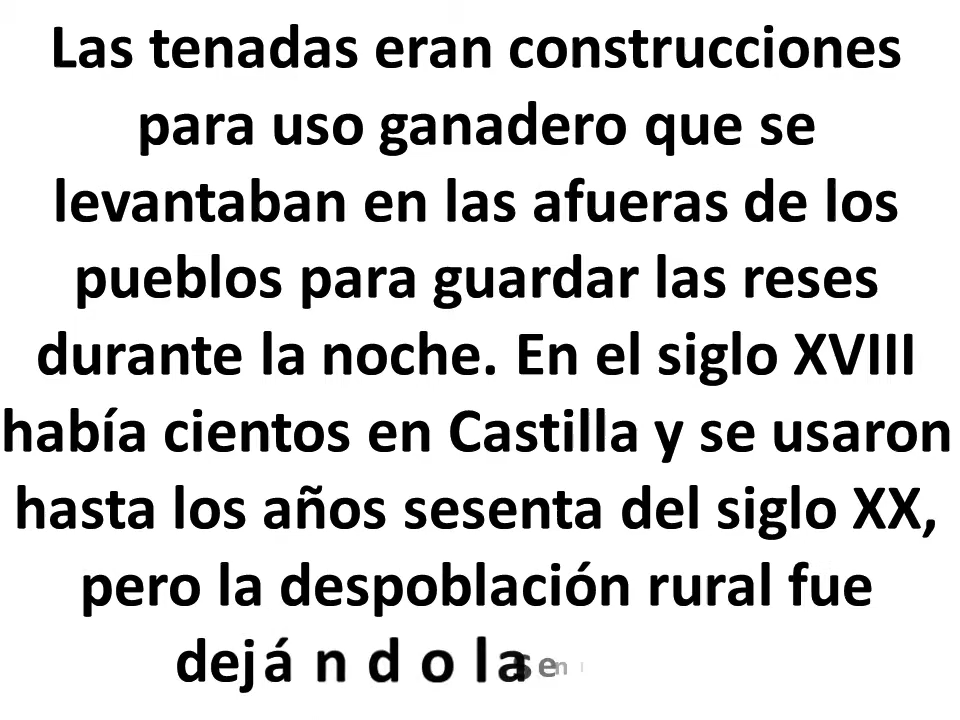 Las tenadas eran construcciones
para uso ganadero que se
levantaban en las afueras de los
pueblos para guardar las reses
durante la noche. En el siglo XVIII
había cientos en Castilla y se usaron
hasta los años sesenta del siglo XX,
pero la despoblación rural fue
dejándolas en